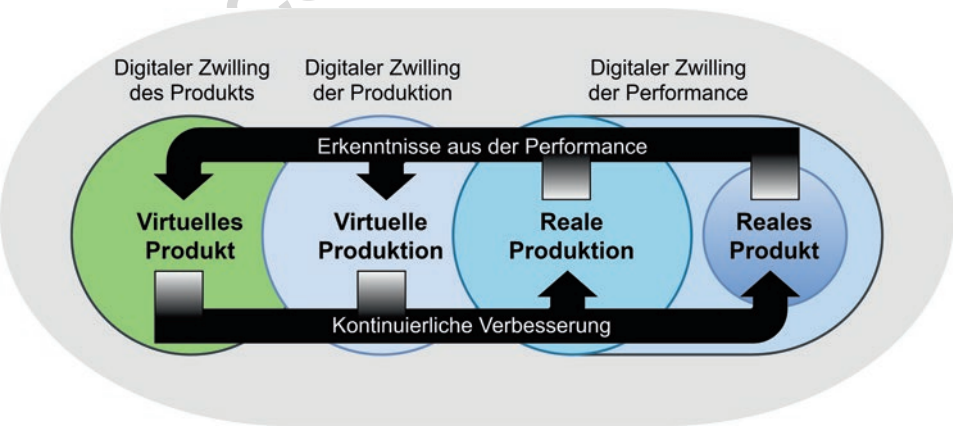 Digitaler Zwilling
des Produkts
Digitaler Zwilling
der Produktion
Digitaler Zwilling
der Performance
Erkenntnisse aus der Performance
Virtuelles
Produkt
Virtuelle
Produktion
Reale
Produktion
Reales
Produkt
Kontinuierliche Verbesserung